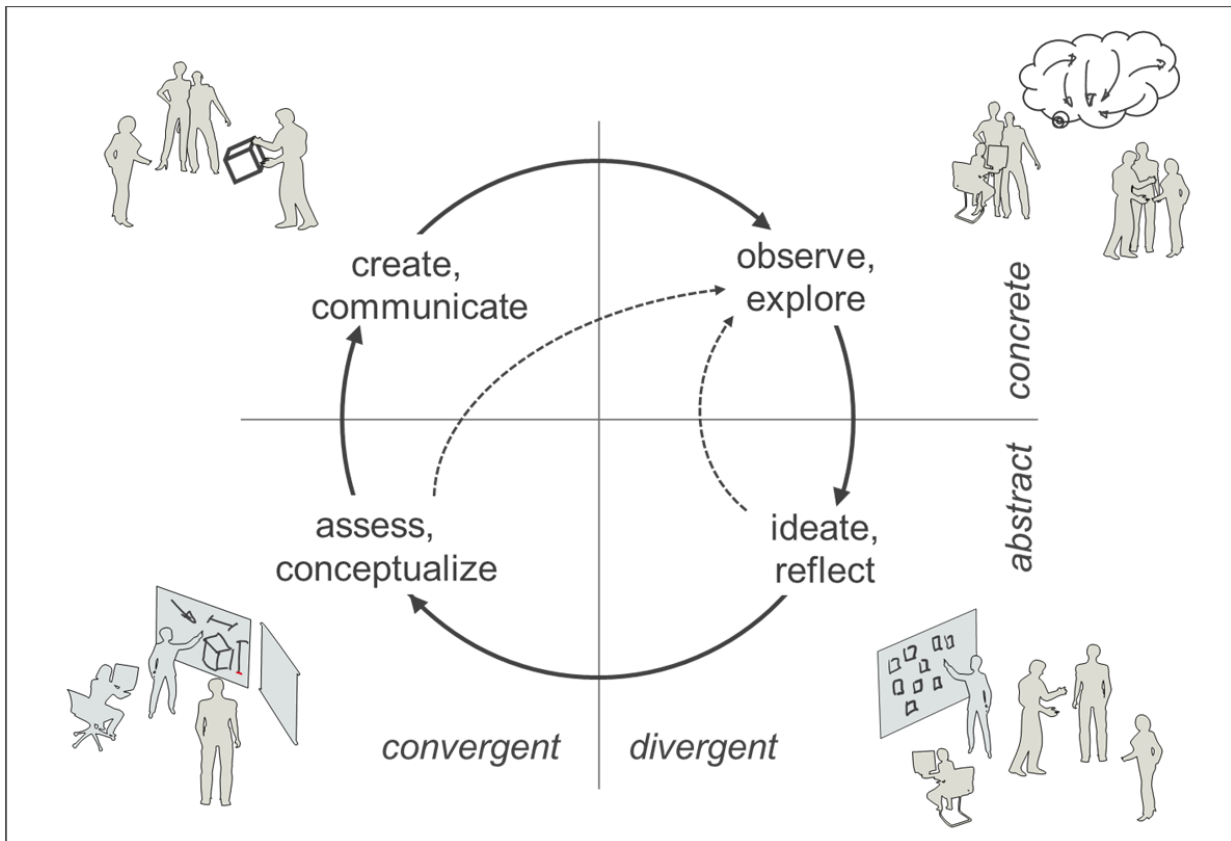 create,
communicate
observe,
explore
concrete
abstract
assess,
conceptualize
ideate,
reflect
convergent
divergent